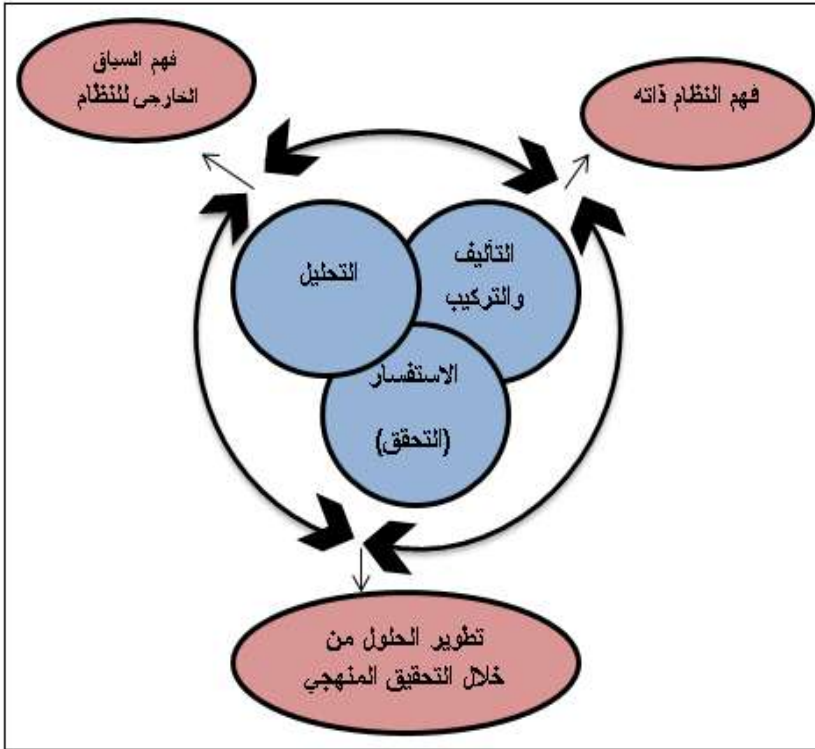 فهم السياق
الخارجي للنظام
فهم النظام ذاته
التحليل
التأليف
والتركيب
الاستفسار
(التحقق)
تطوير الحلول من
خلال التحقيق المنهجي